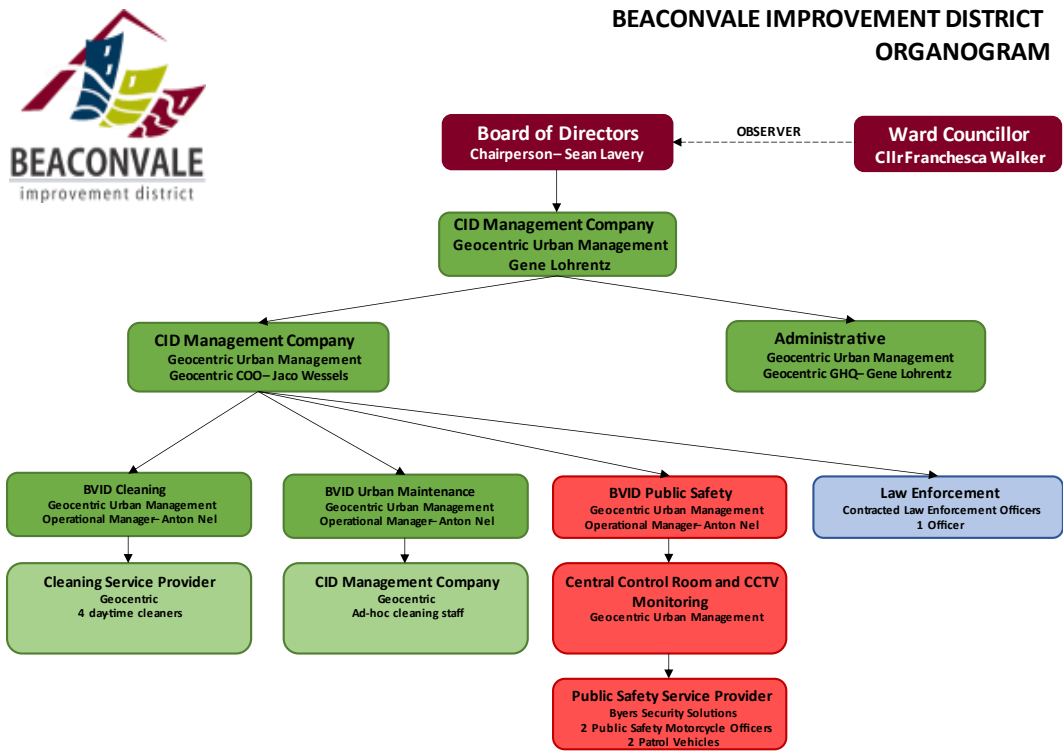 BEACONVALE IMPROVEMENT DISTRICT
ORGANOGRAM
BEACONVALE
improvement district
Board of Directors
Chairperson– Sean Lavery
OBSERVER
Ward Councillor
Cllr Franchesca Walker
CID Management Company
Geocentric Urban Management
Gene Lohrentz
CID Management Company
Geocentric Urban Management
Geocentric COO– Jaco Wessels
Administrative
Geocentric Urban Management
Geocentric GHQ– Gene Lohrentz
BVID Cleaning
Geocentric Urban Management
Operational Manager– Anton Nel
BVID Urban Maintenance
Geocentric Urban Management
Operational Manager– Anton Nel
BVID Public Safety
Geocentric Urban Management
Operational Manager– Anton Nel
Law Enforcement
Contracted Law Enforcement Officers
1 Officer
Cleaning Service Provider
Geocentric
4 day-time cleaners
CID Management Company
Geocentric
Ad-hoc cleaning staff
Central Control Room and CCTV
Monitoring
Geocentric Urban Management
Public Safety Service Provider
Byers Security Solutions
2 Public Safety Motorcycle Officers
2 Patrol Vehicles